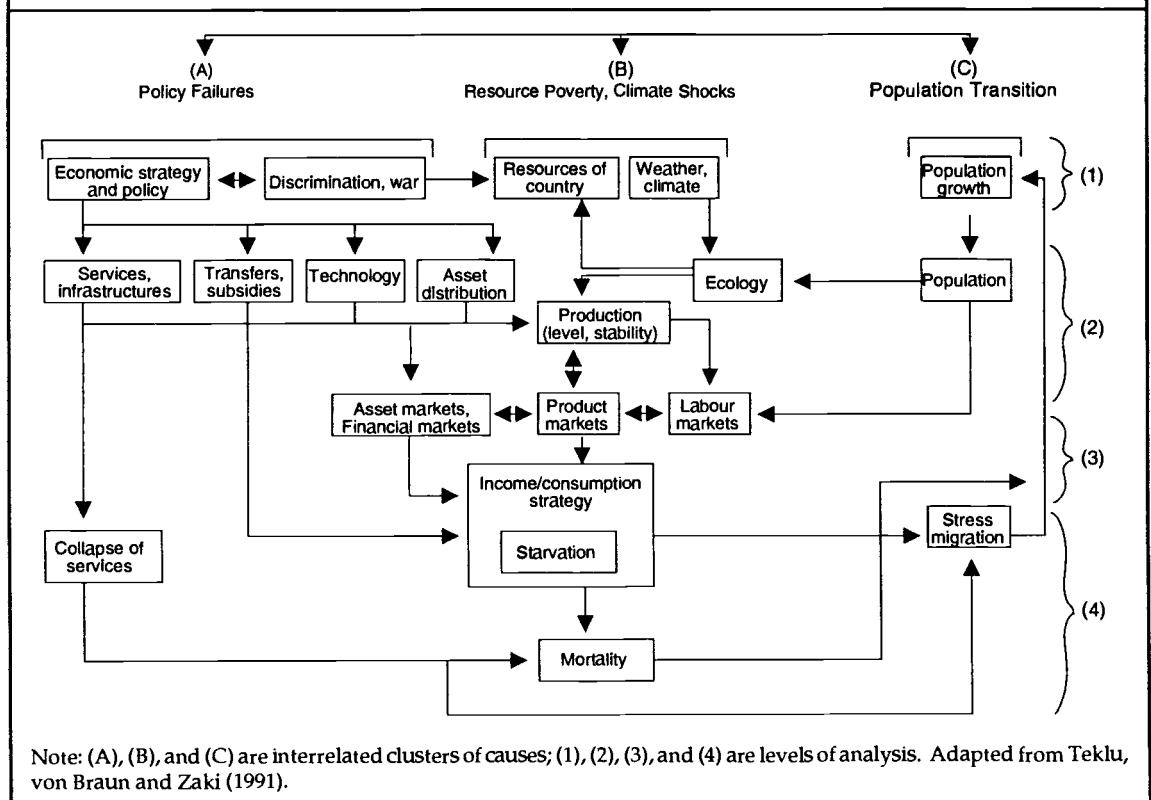 (A)
Policy Failures
(B)
Resource Poverty, Climate Shocks
(C)
Population Transition
Economic strategy
and policy
Discrimination, war
Resources of
country
Weather,
climate
Population
growth
(1)
Services,
infrastructures
Transfers,
subsidies
Technology
Asset
distribution
Ecology
Population
Production
(level, stability)
(2)
Asset markets,
Financial markets
Product
markets
Labour
markets
(3)
Income/consumption
strategy
Starvation
Stress
migration
Collapse of
services
(4)
Mortality
Note: (A), (B), and (C) are interrelated clusters of causes; (1), (2), (3), and (4) are levels of analysis. Adapted from Teklu,
von Braun and Zaki (1991).